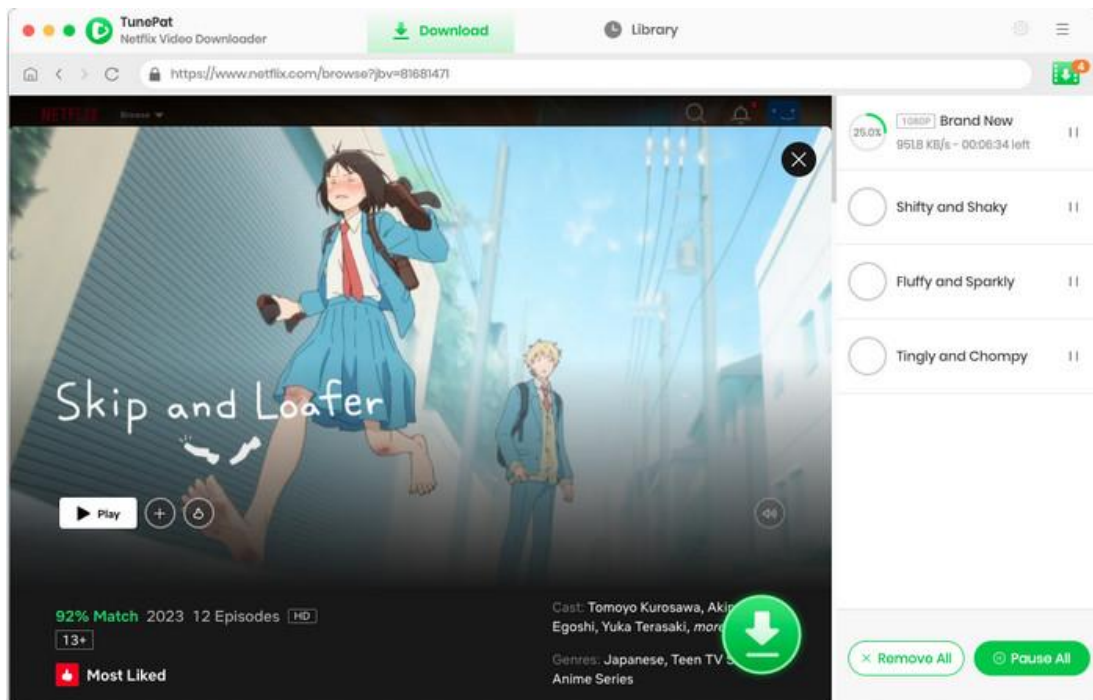 TunePat
Netflix Video Downloader
Download
Library
https://www.netflix.com/browse?jbv=81681471
4
NETFLIX
Browse
25.0%
1080P Brand New
951.8 KB/s - 00:06:34 left
Shifty and Shaky
Fluffy and Sparkly
Tingly and Chompy
Skip and Loafer
Play
92% Match 2023 12 Episodes HD
13+
Most Liked
Cast: Tomoyo Kurosawa,
Egoshi, Yuka Terasaki, more
Genres: Japanese, Teen TV
Anime Series
Remove All
Pause All